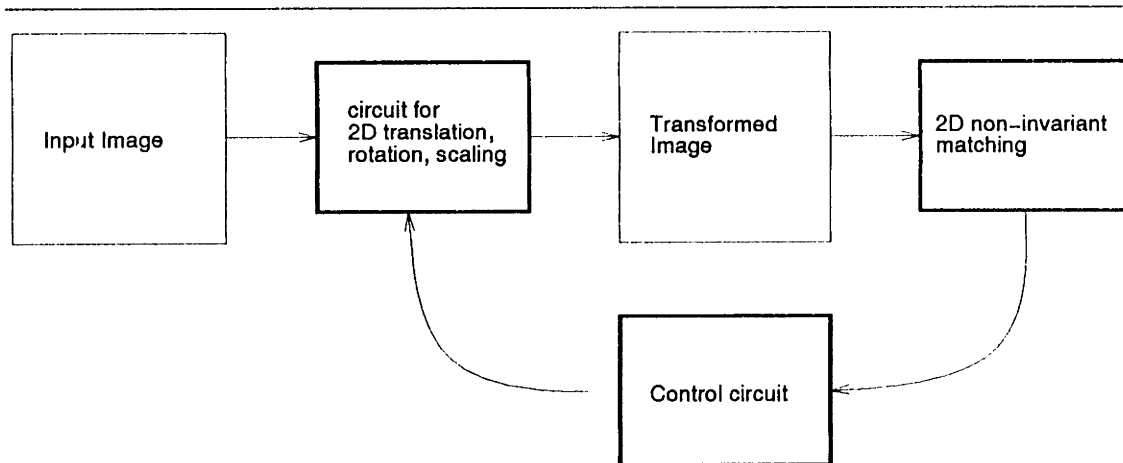 Input Image
circuit for
2D translation,
rotation, scaling
Transformed
Image
2D non-invariant
matching
Control circuit